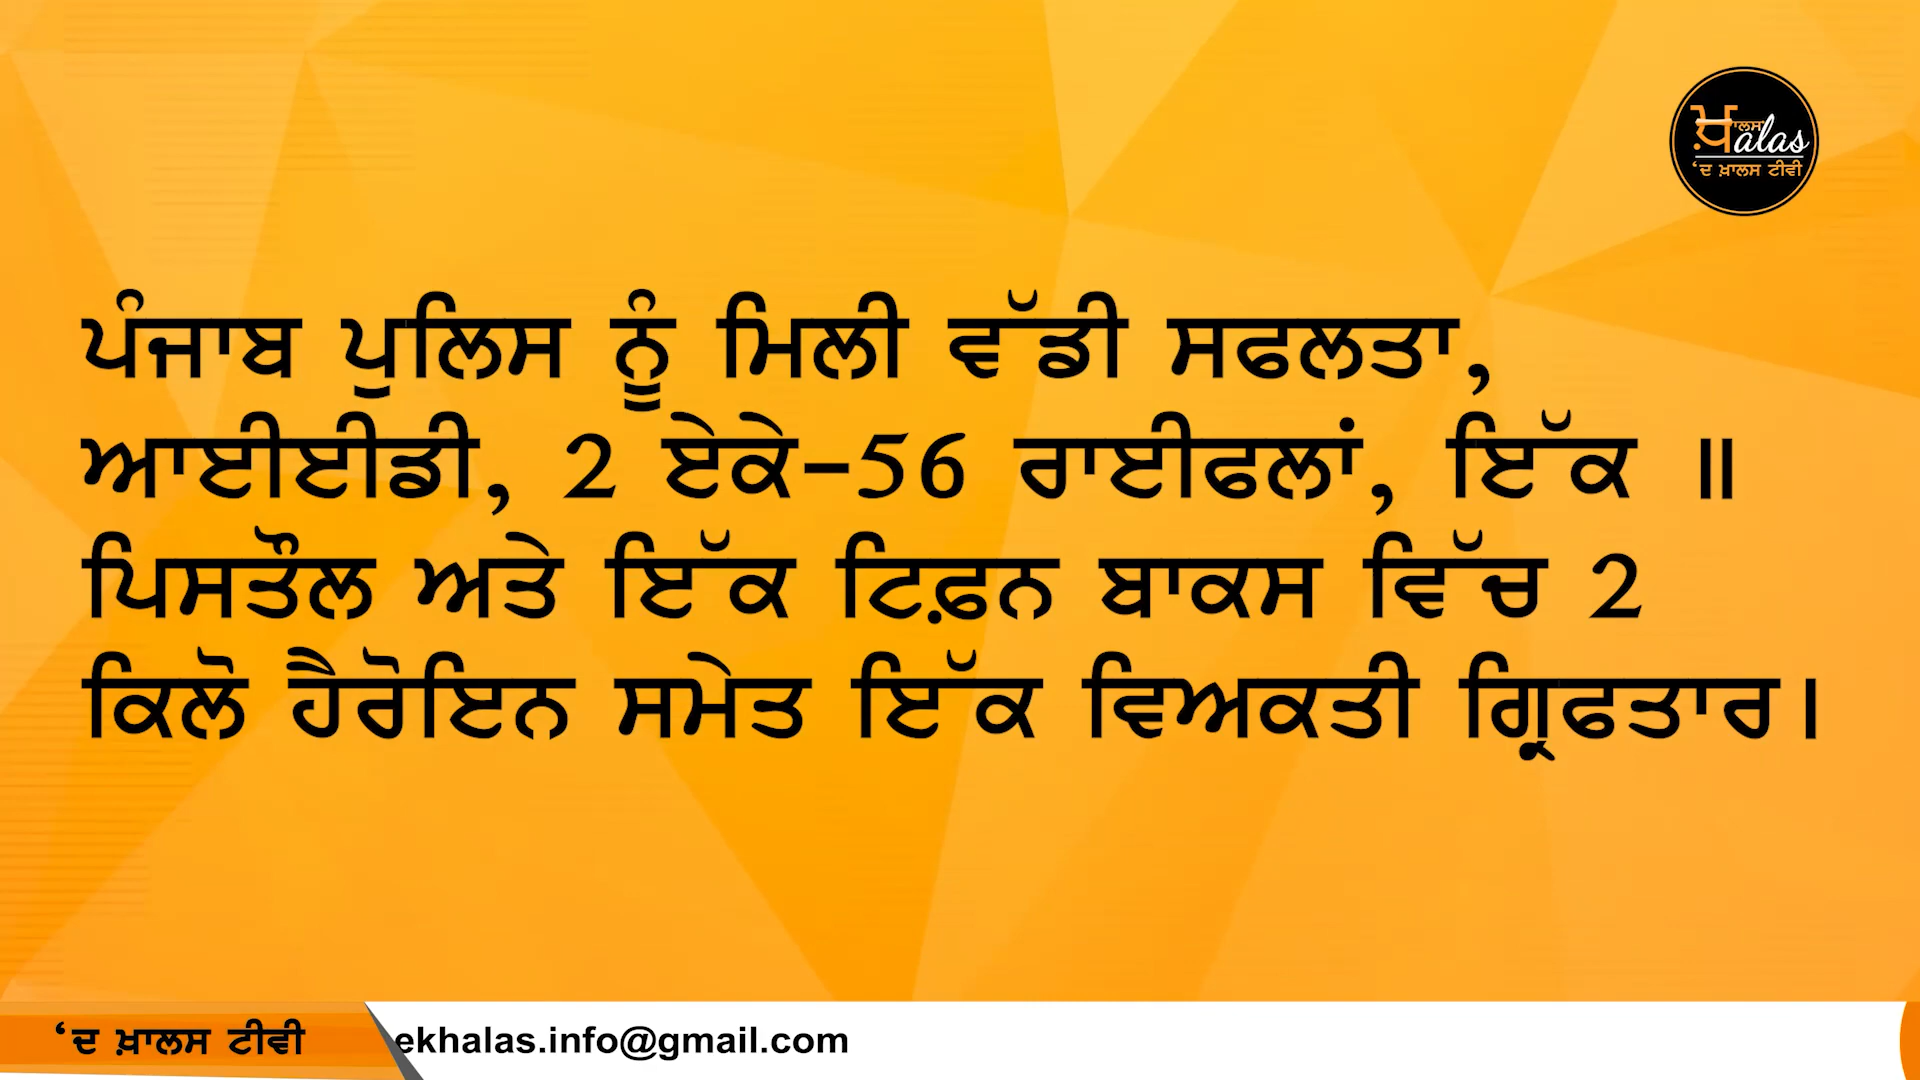 ਖ਼ਾਲਸ alas
‘ਦ ਖ਼ਾਲਸ ਟੀਵੀ
ਪੰਜਾਬ ਪੁਲਿਸ ਨੂੰ ਮਿਲੀ ਵੱਡੀ ਸਫਲਤਾ,
ਆਈਈਡੀ, 2 ਏਕੇ-56 ਰਾਈਫਲਾਂ, ਇੱਕ ॥
ਪਿਸਤੌਲ ਅਤੇ ਇੱਕ ਟਿਫ਼ਨ ਬਾਕਸ ਵਿੱਚ 2
ਕਿਲੋ ਹੈਰੋਇਨ ਸਮੇਤ ਇੱਕ ਵਿਅਕਤੀ ਗ੍ਰਿਫਤਾਰ।
‘ਦ ਖ਼ਾਲਸ ਟੀਵੀ ekhalas.info@gmail.com